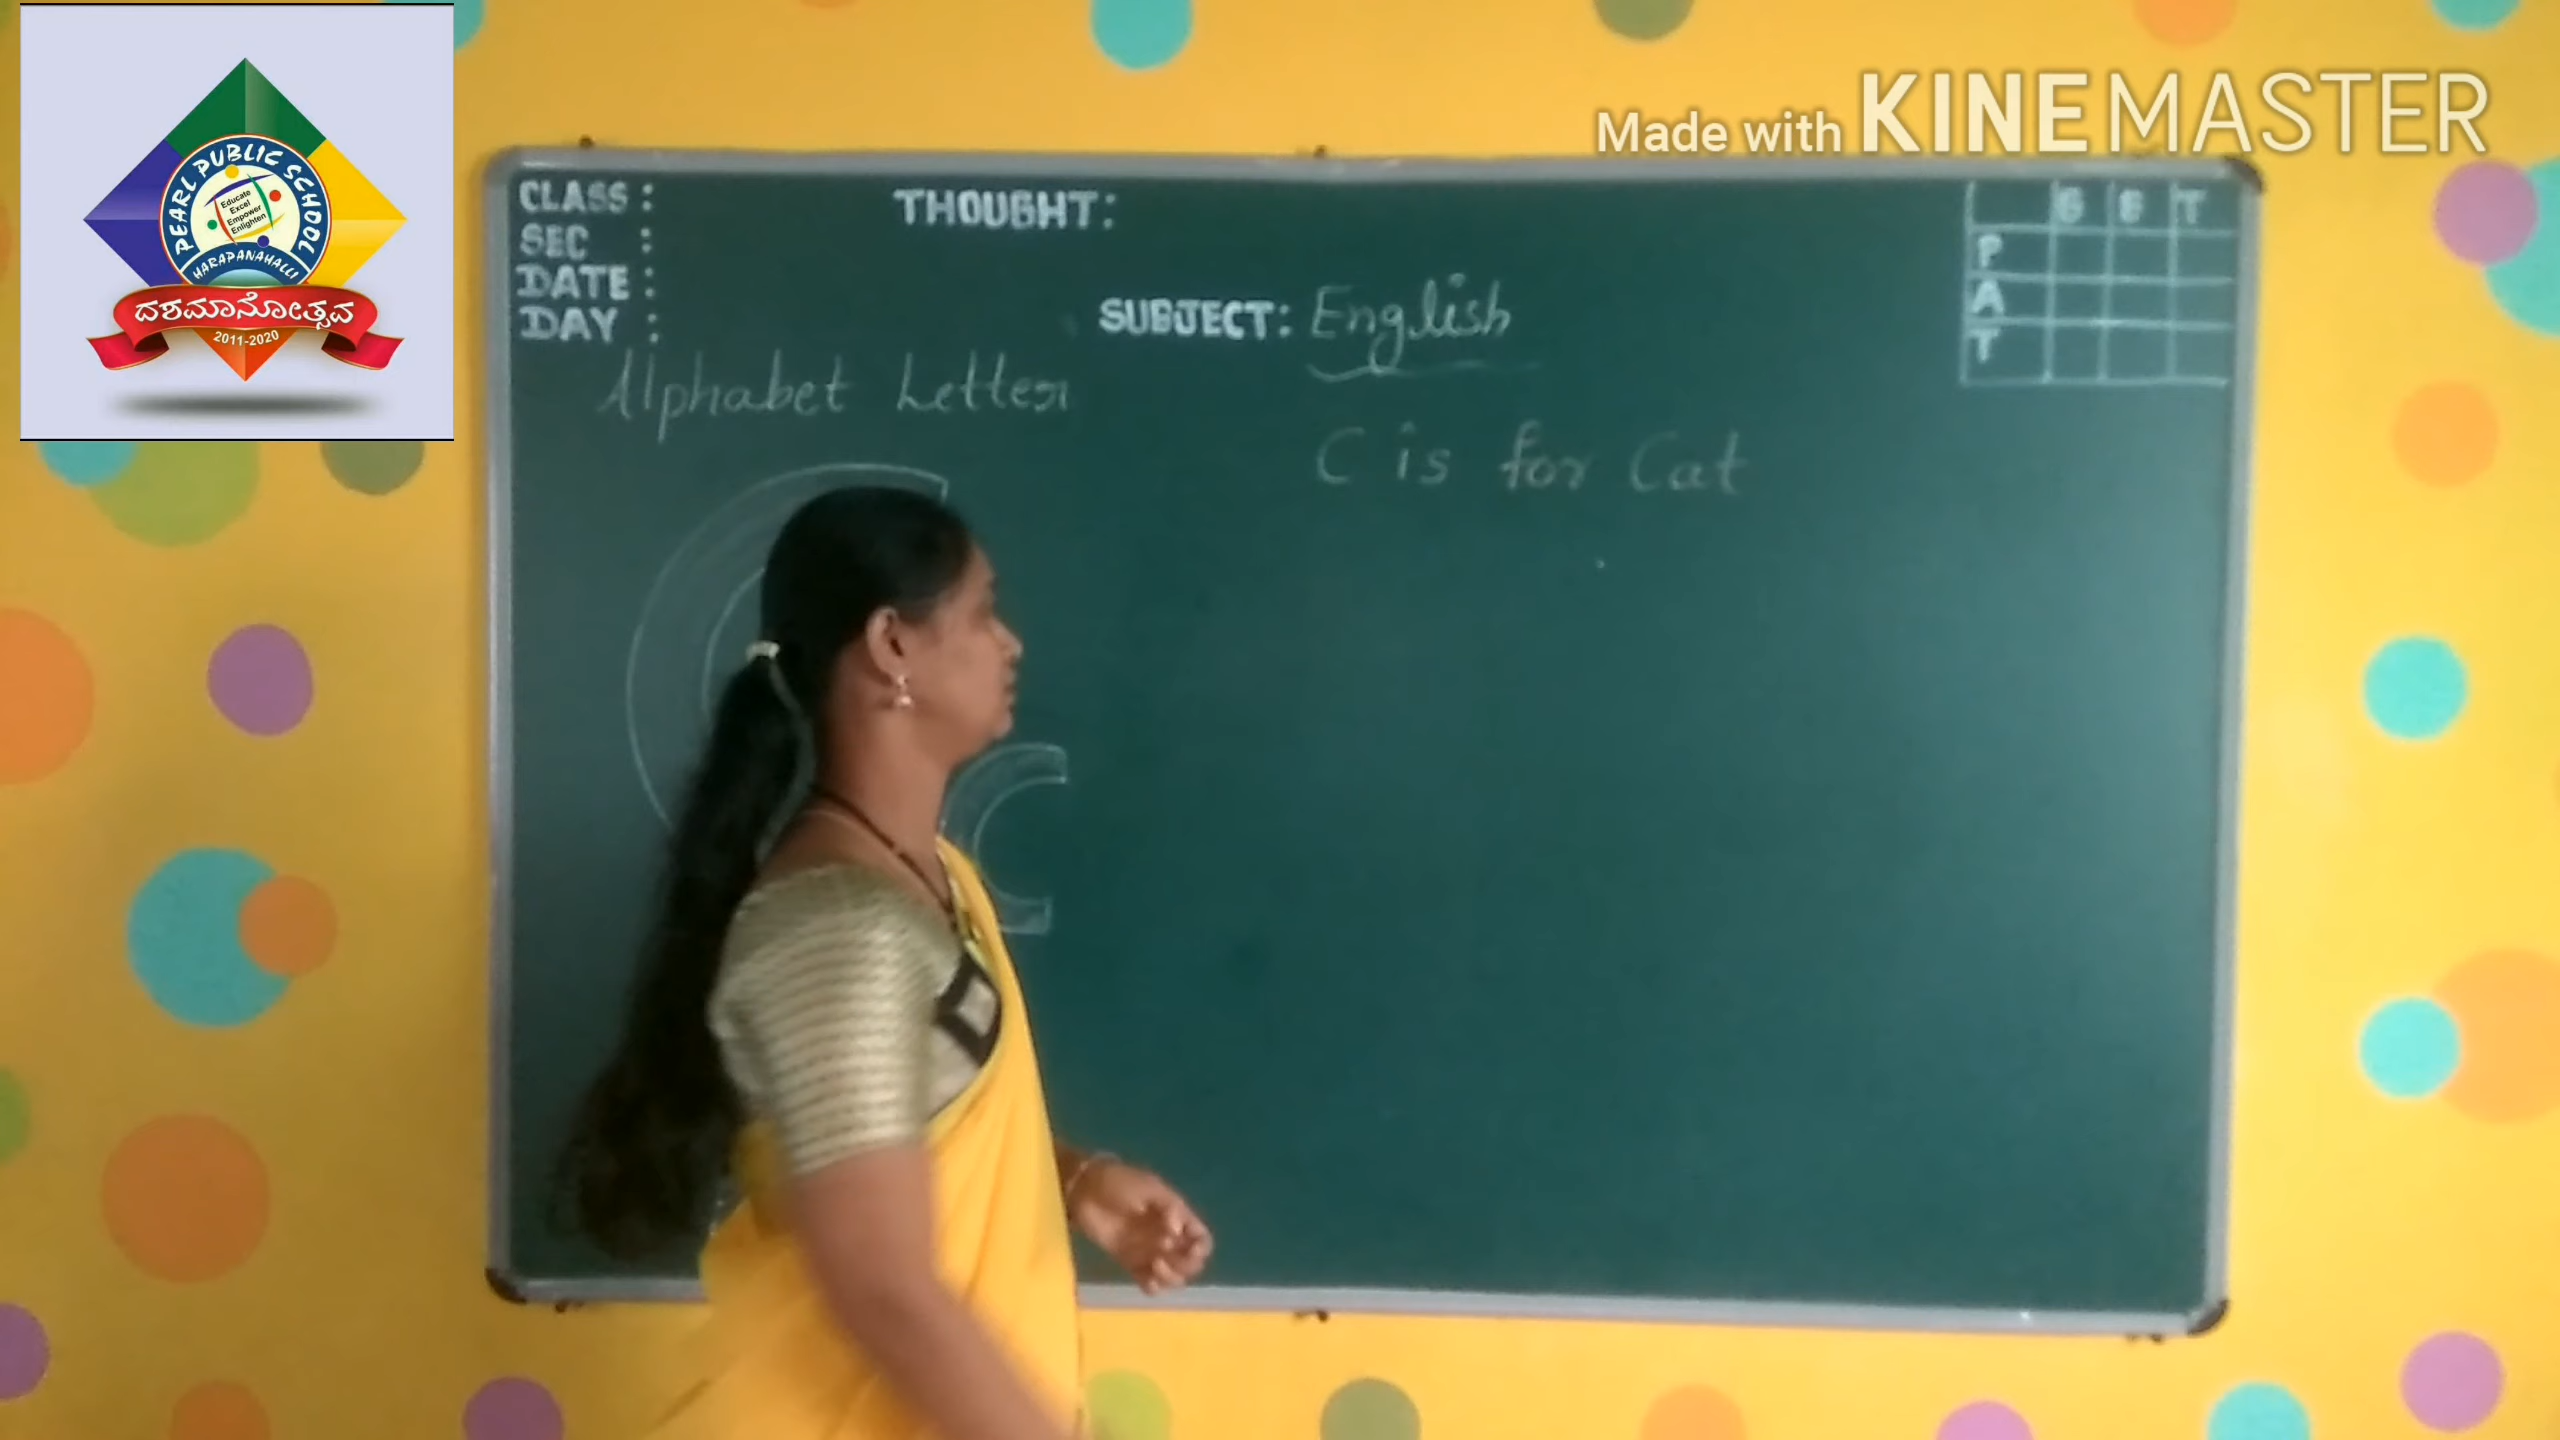 PEARL PUBLIC SCHOOL
Educate
Excel
Empower
Enlighten
HARAPANAHALLI
ದಶಮಾನೋತ್ಸವ
2011-2020
Made with KINEMASTER
CLASS :
SEC :
DATE :
DAY :
THOUGHT:
SUBJECT: English
B G T
P
A
T
Alphabet Letter
C is for Cat
C c